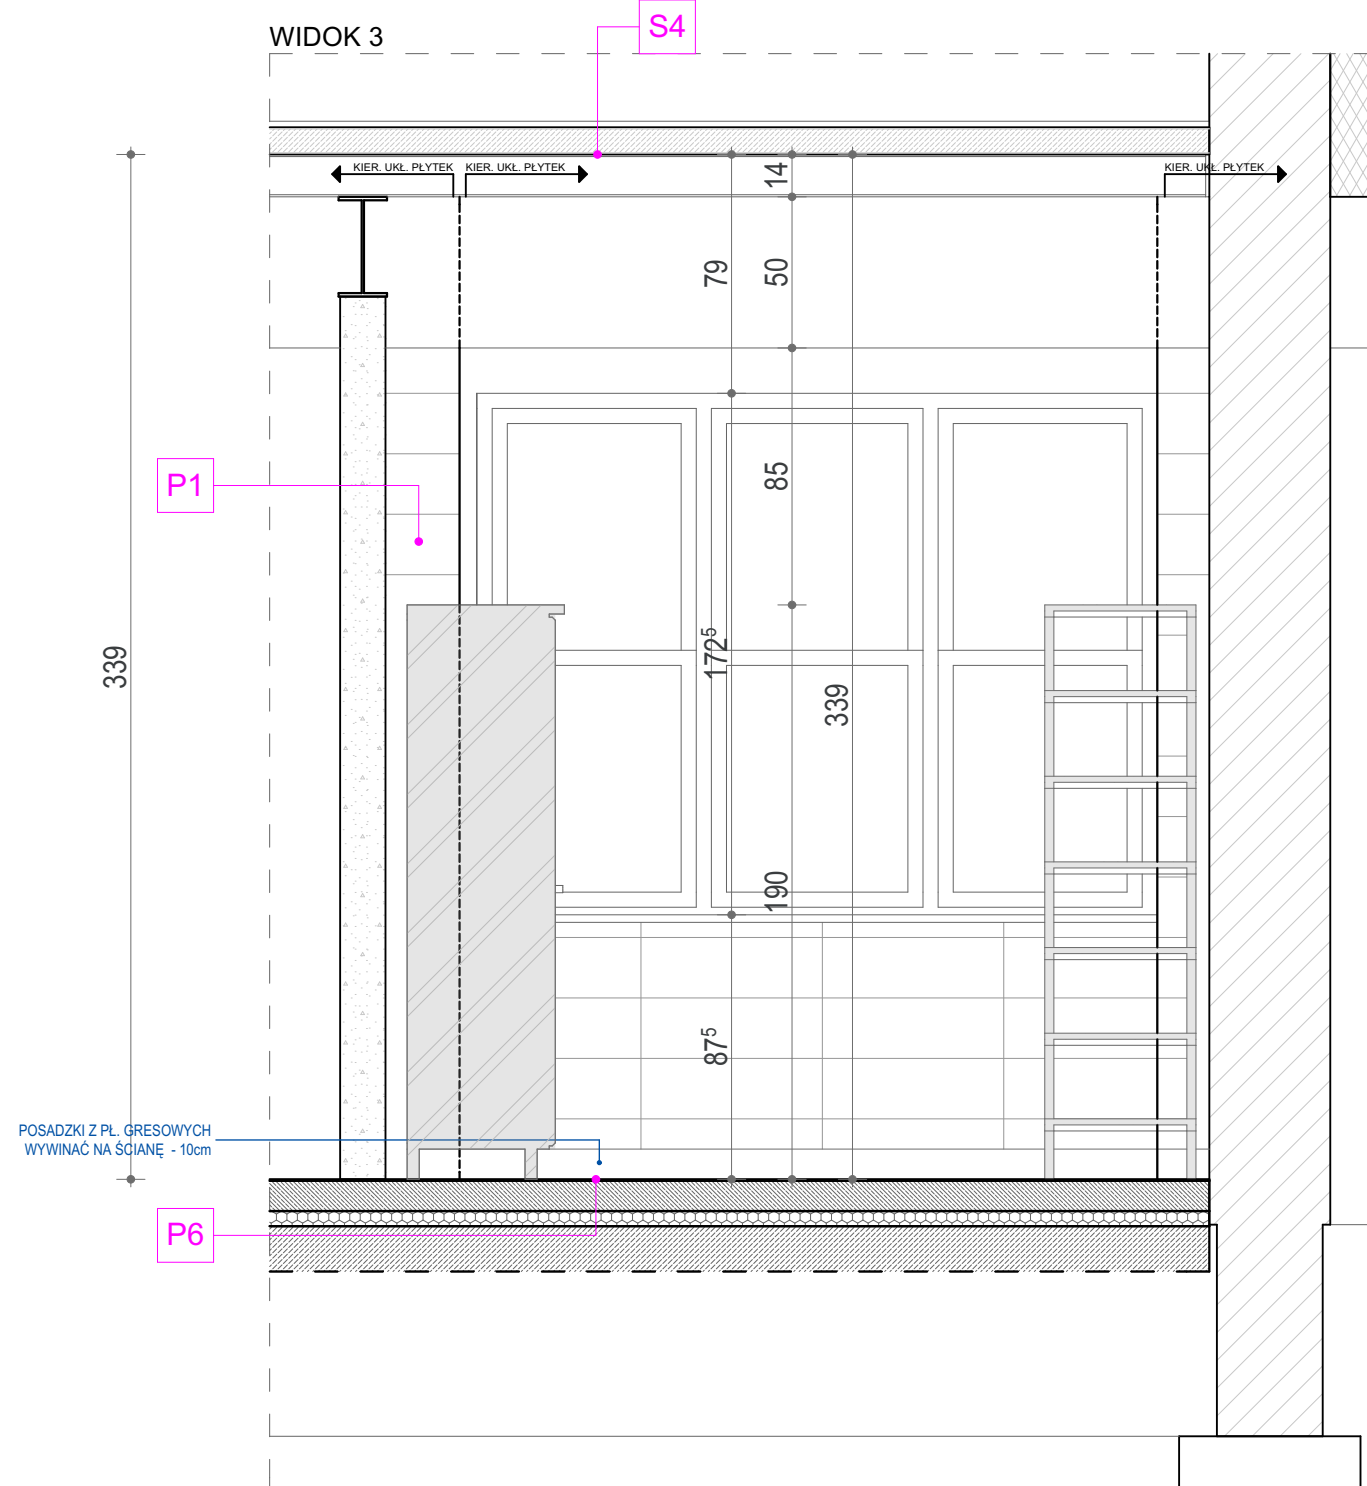 WIDOK 3
S4
KIER. UKŁ. PŁYTEK
KIER. UKŁ. PŁYTEK
KIER. UKŁ. PŁYTEK
14
79
50
P1
85
339
172⁵
339
190
87⁵
POSADZKI Z PŁ. GRESOWYCH
WYWINAĆ NA ŚCIANĘ - 10cm
P6